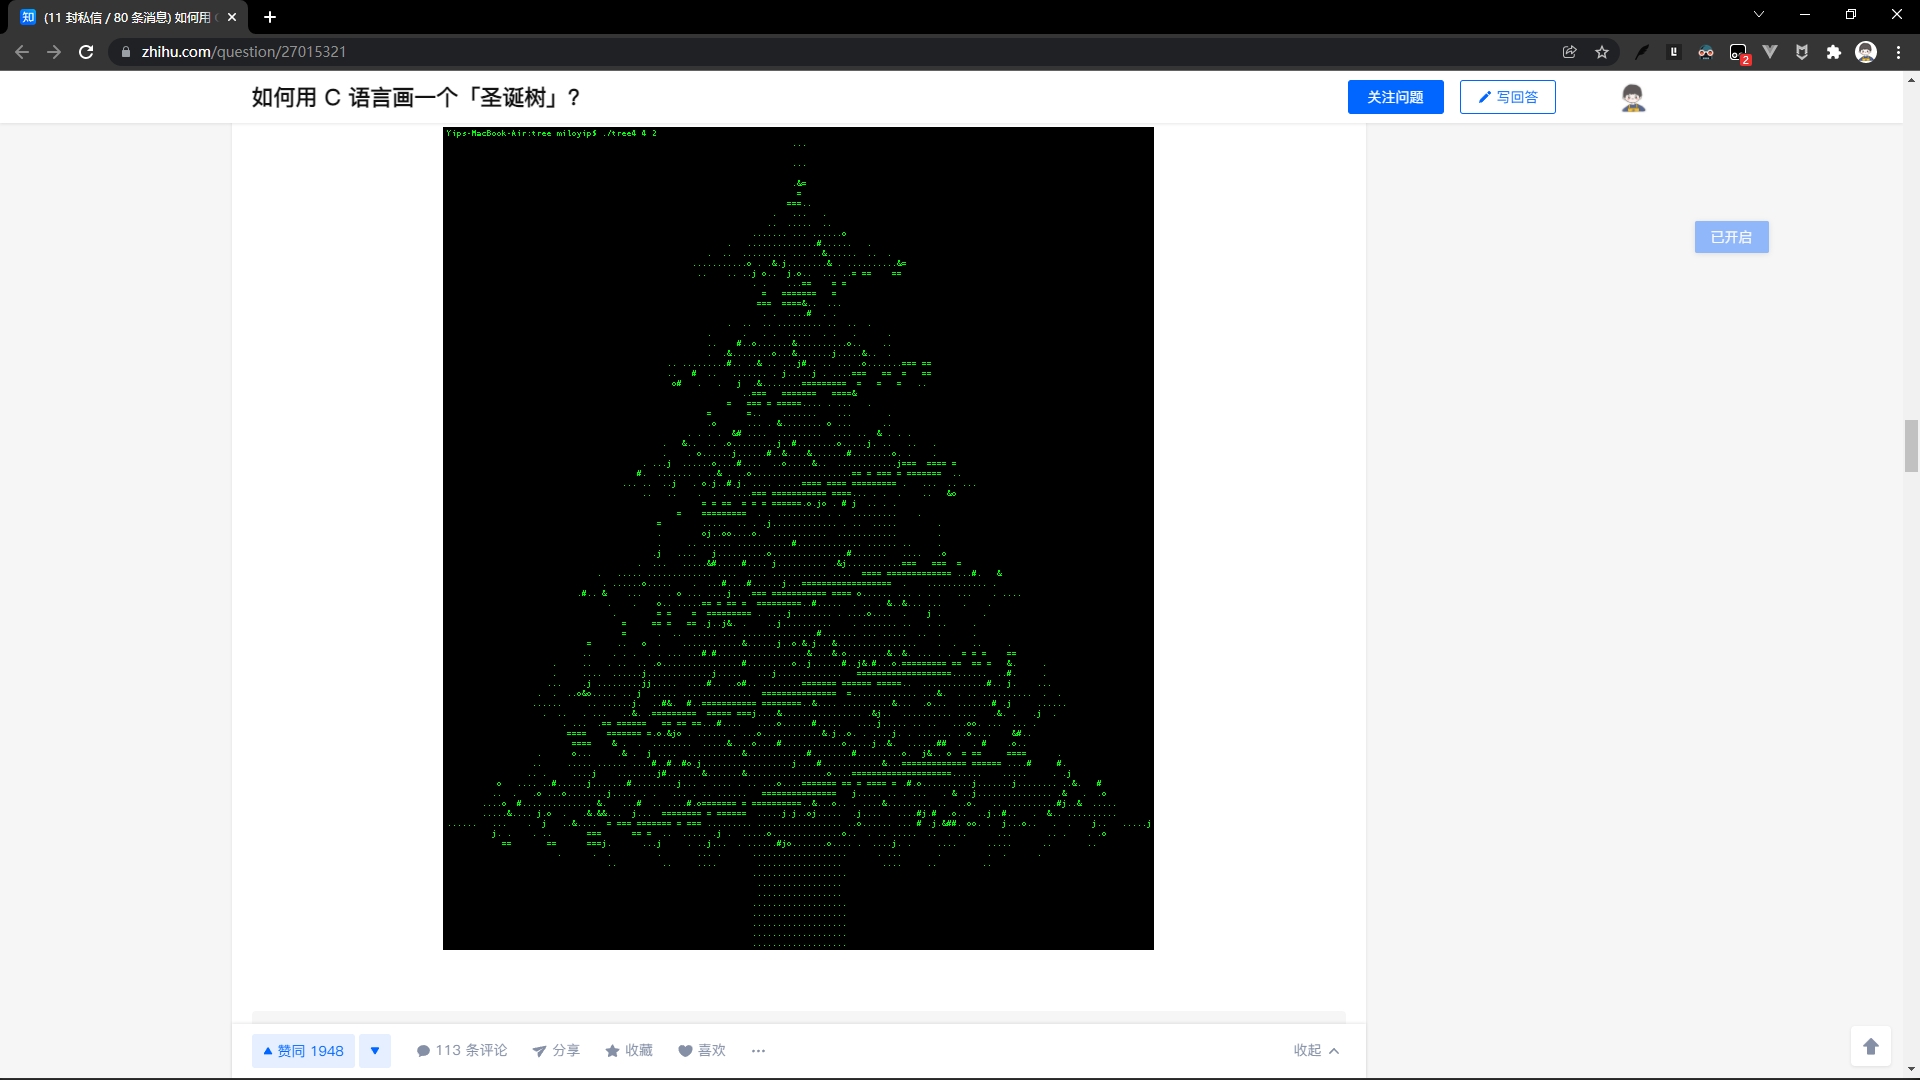 (11 封私信 / 80 条消息) 如何用
zhihu.com/question/27015321
2
如何用 C 语言画一个「圣诞树」?
关注问题
写回答
Yips-MacBook-Air:tree miloyip$ ./tree4 4 2
已开启
赞同 1948
113 条评论
分享
收藏
喜欢
收起